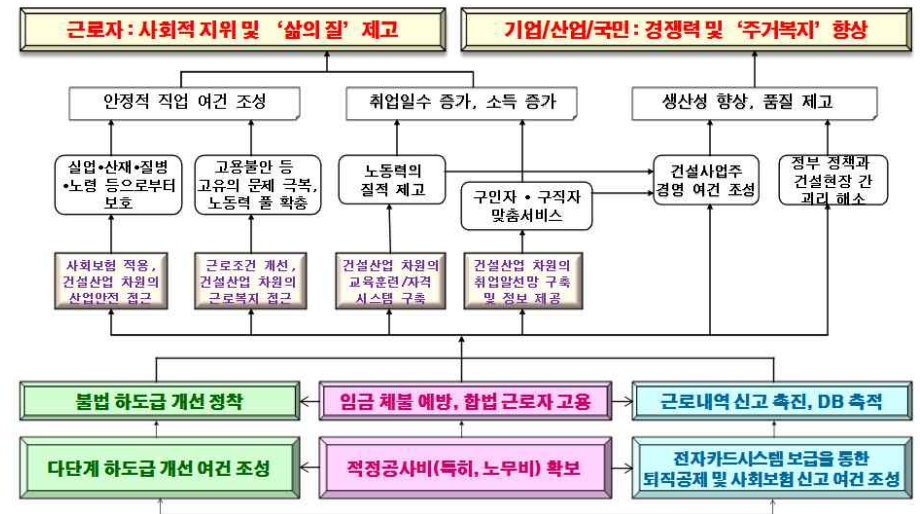 근로자 : 사회적 지위 및 ‘삶의 질’ 제고
기업/산업/국민 : 경쟁력 및 ‘주거복지’ 향상
안정적 직업 여건 조성
취업일수 증가, 소득 증가
생산성 향상, 품질 제고
실업•산재•질병
•노령 등으로부터
보호
고용불안 등
고유의 문제 극복,
노동력 풀 확충
노동력의
질적 제고
구인자 • 구직자
맞춤서비스
건설사업주
경영 여건 조성
정부 정책과
건설현장 간
괴리 해소
사회보험 적용,
건설산업 차원의
산업안전 접근
근로조건 개선,
건설산업 차원의
근로복지 접근
건설산업 차원의
교육훈련/자격
시스템 구축
건설산업 차원의
취업알선망 구축
및 정보 제공
불법 하도급 개선 정착
임금 체불 예방, 합법 근로자 고용
근로내역 신고 촉진, DB 축적
다단계 하도급 개선 여건 조성
적정공사비(특히, 노무비) 확보
전자카드시스템 보급을 통한
퇴직공제 및 사회보험 신고 여건 조성